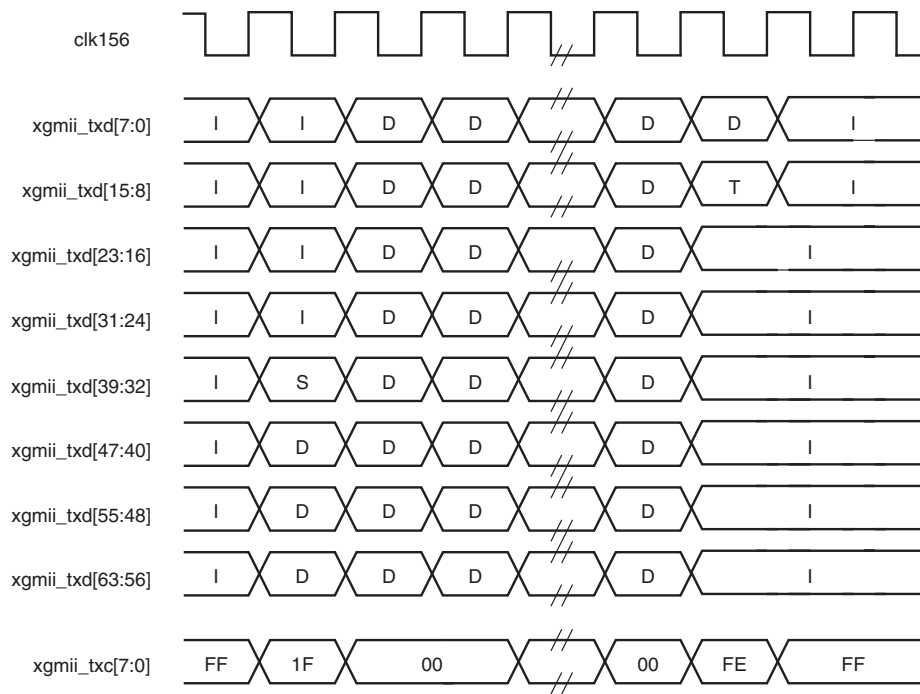 clk156
xgmii_txd[7:0] I I D D D D I
xgmii_txd[15:8] I I D D D T I
xgmii_txd[23:16] I I D D D I
xgmii_txd[31:24] I I D D D I
xgmii_txd[39:32] I S D D D I
xgmii_txd[47:40] I D D D D I
xgmii_txd[55:48] I D D D D I
xgmii_txd[63:56] I D D D D I
xgmii_txc[7:0] FF 1F 00 00 FE FF